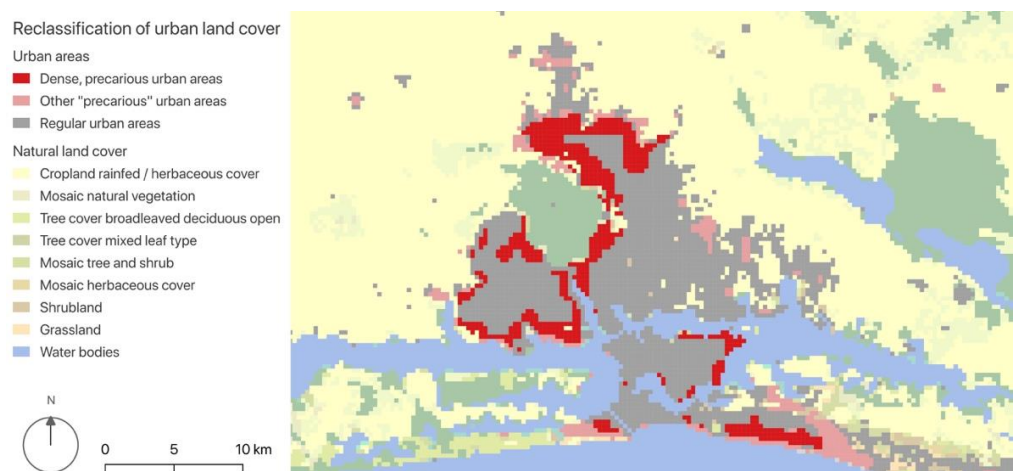 Reclassification of urban land cover
Urban areas
Dense, precarious urban areas
Other "precarious" urban areas
Regular urban areas
Natural land cover
Cropland rainfed / herbaceous cover
Mosaic natural vegetation
Tree cover broadleaved deciduous open
Tree cover mixed leaf type
Mosaic tree and shrub
Mosaic herbaceous cover
Shrubland
Grassland
Water bodies
N
0 5 10 km